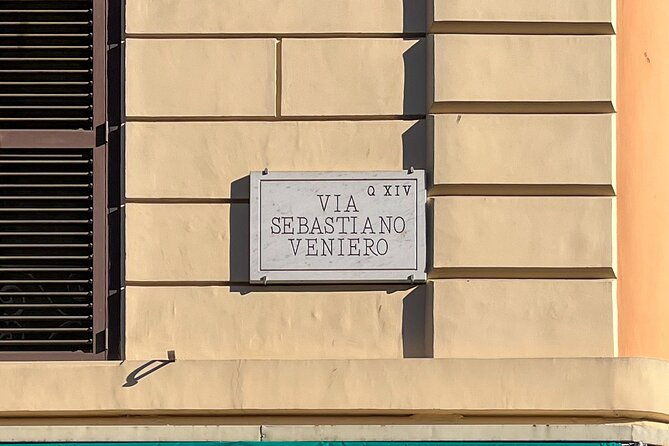 Q XIV
VIA
SEBASTIANO
VENIERO